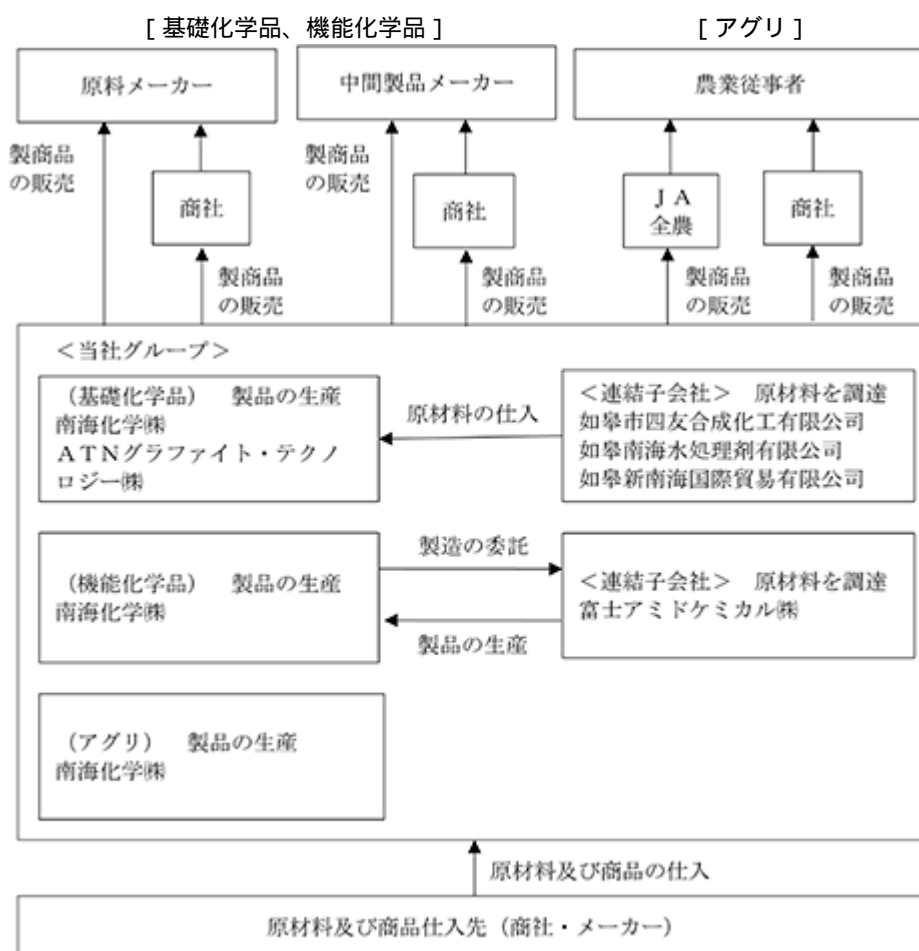 [ 基礎化学品、機能化学品 ]
[ アグリ ]
原料メーカー
中間製品メーカー
農業従事者
製商品
の販売
商社
製商品
の販売
製商品
の販売
商社
製商品
の販売
ＪＡ
全農
製商品
の販売
商社
製商品
の販売
＜当社グループ＞
（基礎化学品）　製品の生産
南海化学㈱
ＡＴＮグラファイト・テクノ
ロジー㈱
原材料の仕入
＜連結子会社＞　原材料を調達
如皋市四友合成化工有限公司
如皋南海水処理剤有限公司
如皋新南海国際貿易有限公司
（機能化学品）　製品の生産
南海化学㈱
製造の委託
製品の生産
＜連結子会社＞　原材料を調達
富士アミドケミカル㈱
（アグリ）　製品の生産
南海化学㈱
原材料及び商品の仕入
原材料及び商品仕入先（商社・メーカー）